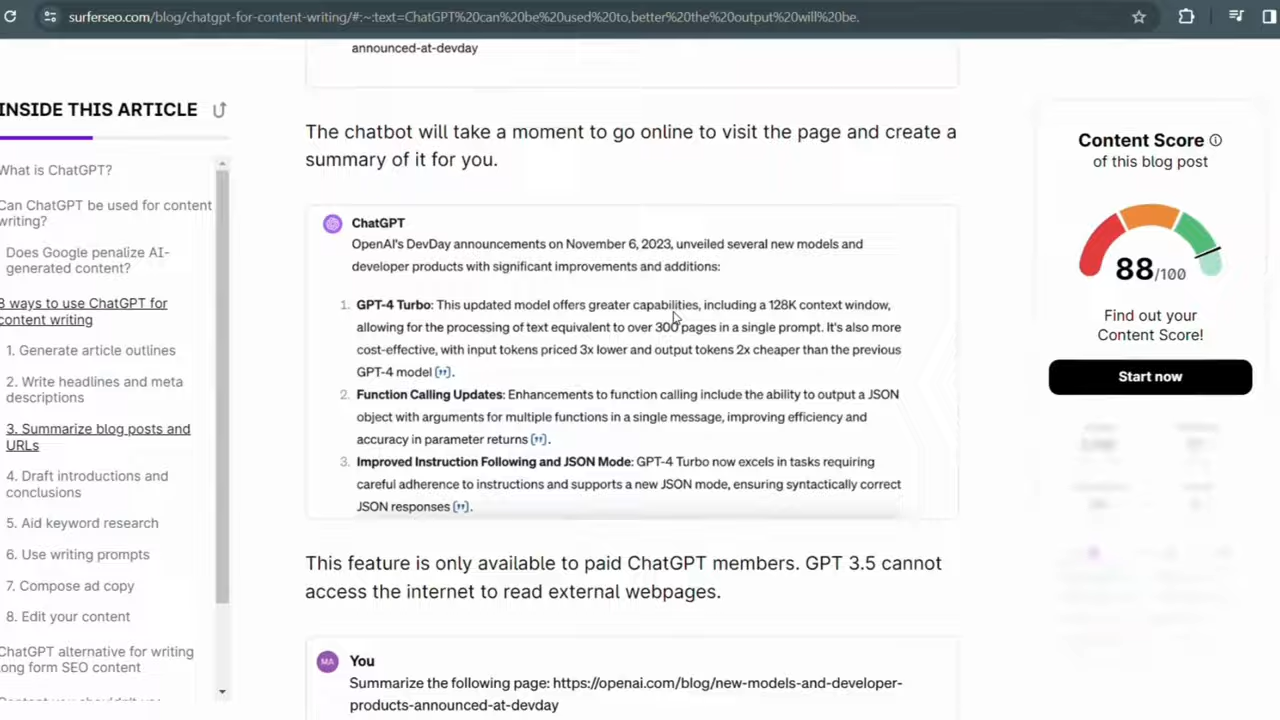 surferseo.com/blog/chatgpt-for-content-writing/#:~:text=ChatGPT%20can%20be%20used%20to,better%20the%20output%20will%20be.
announced-at-devday
INSIDE THIS ARTICLE
What is ChatGPT?
Can ChatGPT be used for content
writing?
Does Google penalize AI-
generated content?
8 ways to use ChatGPT for
content writing
1. Generate article outlines
2. Write headlines and meta
descriptions
3. Summarize blog posts and
URLs
4. Draft introductions and
conclusions
5. Aid keyword research
6. Use writing prompts
7. Compose ad copy
8. Edit your content
ChatGPT alternative for writing
long form SEO content
The chatbot will take a moment to go online to visit the page and create a
summary of it for you.
ChatGPT
OpenAI's DevDay announcements on November 6, 2023, unveiled several new models and
developer products with significant improvements and additions:
1. GPT-4 Turbo: This updated model offers greater capabilities, including a 128K context window,
allowing for the processing of text equivalent to over 300 pages in a single prompt. It's also more
cost-effective, with input tokens priced 3x lower and output tokens 2x cheaper than the previous
GPT-4 model ["].
2. Function Calling Updates: Enhancements to function calling include the ability to output a JSON
object with arguments for multiple functions in a single message, improving efficiency and
accuracy in parameter returns ["].
3. Improved Instruction Following and JSON Mode: GPT-4 Turbo now excels in tasks requiring
careful adherence to instructions and supports a new JSON mode, ensuring syntactically correct
JSON responses ["].
This feature is only available to paid ChatGPT members. GPT 3.5 cannot
access the internet to read external webpages.
MA
You
Summarize the following page: https://openai.com/blog/new-models-and-developer-
products-announced-at-devday
Content Score
of this blog post
88/100
Find out your
Content Score!
Start now